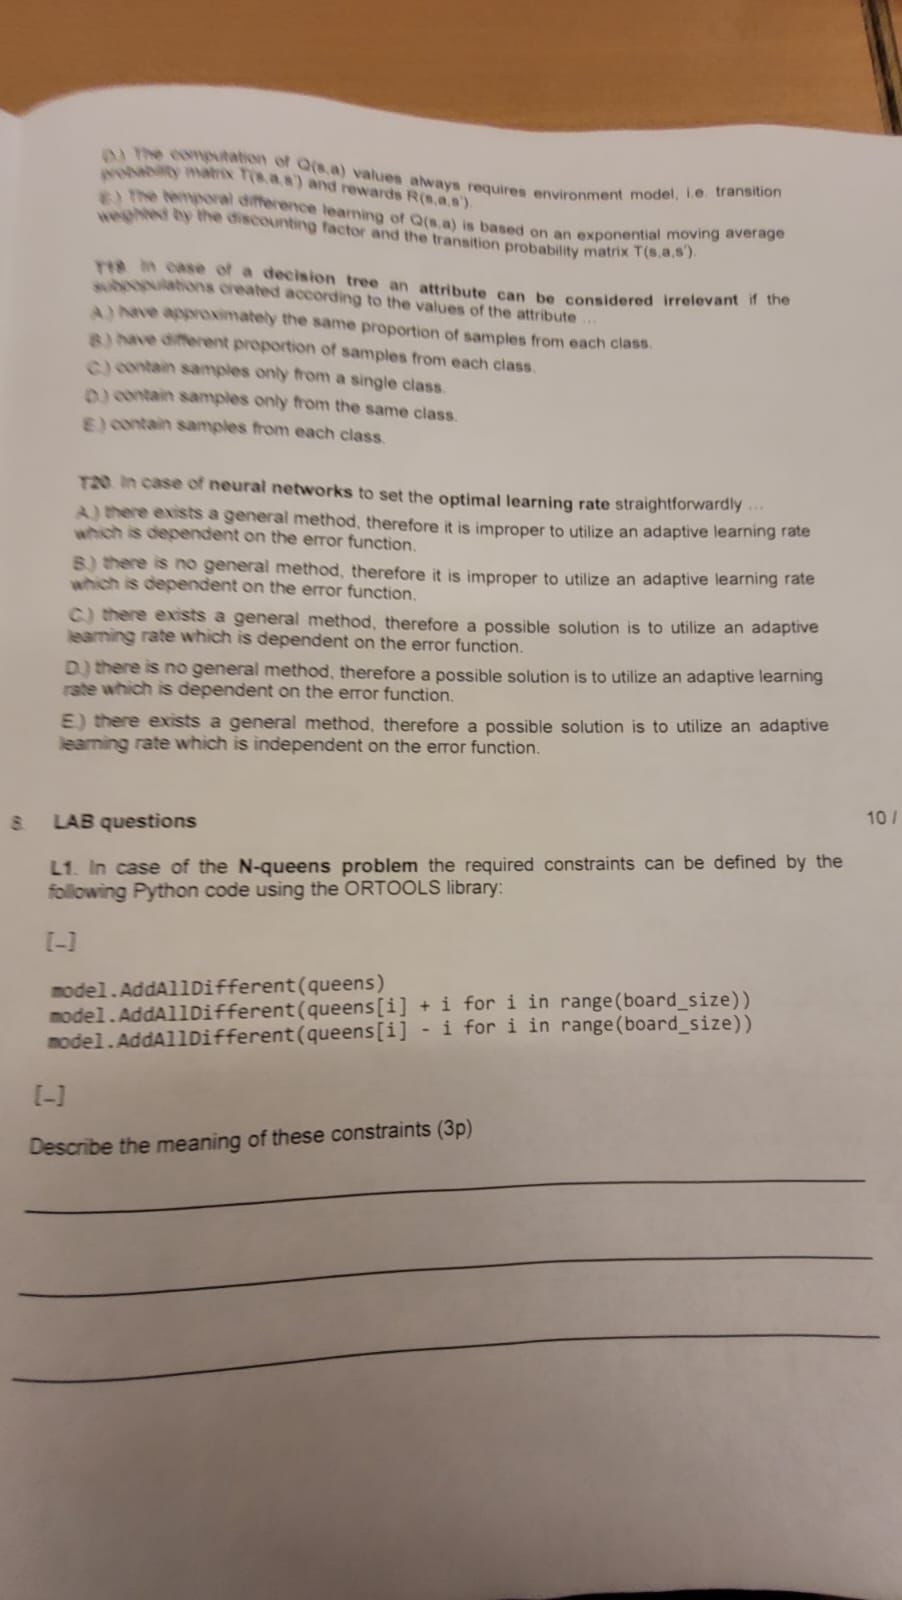 D.) The computation of Q(s,a) values always requires environment model, i.e. transition
probability matrix T(s,a,s') and rewards R(s,a,s').
E.) The temporal difference learning of Q(s,a) is based on an exponential moving average
weighted by the discounting factor and the transition probability matrix T(s,a,s').
T19. In case of a decision tree an attribute can be considered irrelevant if the
subpopulations created according to the values of the attribute ...
A.) have approximately the same proportion of samples from each class.
B.) have different proportion of samples from each class.
C.) contain samples only from a single class.
D.) contain samples only from the same class.
E.) contain samples from each class.
T20. In case of neural networks to set the optimal learning rate straightforwardly ...
A.) there exists a general method, therefore it is improper to utilize an adaptive learning rate
which is dependent on the error function.
B.) there is no general method, therefore it is improper to utilize an adaptive learning rate
which is dependent on the error function.
C.) there exists a general method, therefore a possible solution is to utilize an adaptive
learning rate which is dependent on the error function.
D.) there is no general method, therefore a possible solution is to utilize an adaptive learning
rate which is dependent on the error function.
E.) there exists a general method, therefore a possible solution is to utilize an adaptive
learning rate which is independent on the error function.
8. LAB questions 10 /
L1. In case of the N-queens problem the required constraints can be defined by the
following Python code using the ORTOOLS library:
[…]
model.AddAllDifferent(queens)
model.AddAllDifferent(queens[i] + i for i in range(board_size))
model.AddAllDifferent(queens[i] - i for i in range(board_size))
[…]
Describe the meaning of these constraints (3p)